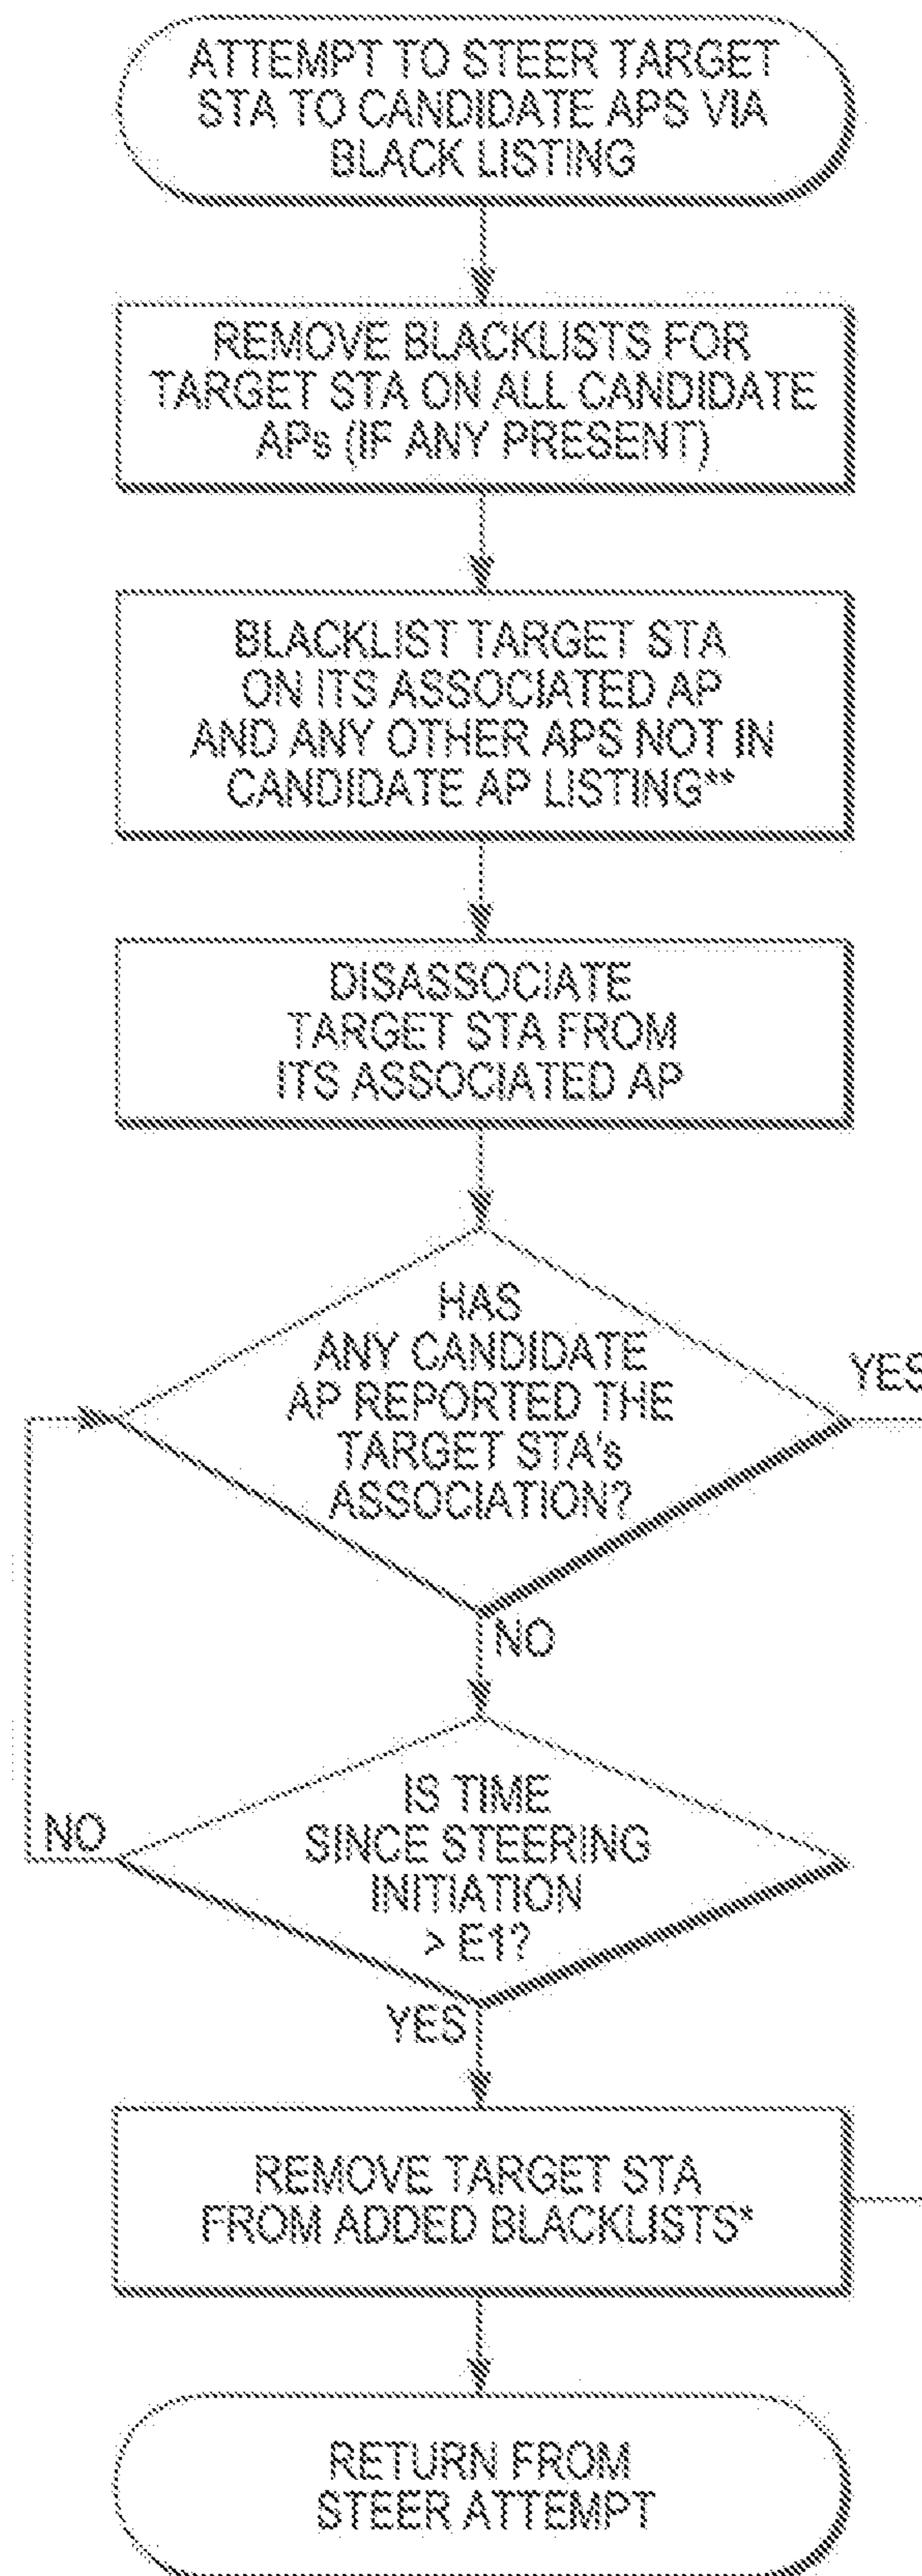 ATTEMPT TO STEER TARGET
STA TO CANDIDATE APS VIA
BLACK LISTING
REMOVE BLACKLISTS FOR
TARGET STA ON ALL CANDIDATE
APs (IF ANY PRESENT)
BLACKLIST TARGET STA
ON ITS ASSOCIATED AP
AND ANY OTHER APS NOT IN
CANDIDATE AP LISTING**
DISASSOCIATE
TARGET STA FROM
ITS ASSOCIATED AP
HAS
ANY CANDIDATE
AP REPORTED THE
TARGET STA's
ASSOCIATION?
YES
NO
IS TIME
SINCE STEERING
INITIATION
> E1?
NO
YES
REMOVE TARGET STA
FROM ADDED BLACKLISTS*
RETURN FROM
STEER ATTEMPT